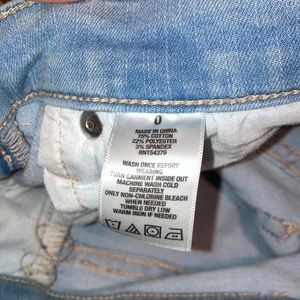 0
MADE IN CHINA
75% COTTON
22% POLYESTER
3% SPANDEX
RN154379
WASH ONCE BEFORE
WEARING
TURN GARMENT INSIDE OUT
MACHINE WASH COLD
SEPARATELY
ONLY NON-CHLORINE BLEACH
WHEN NEEDED
TUMBLE DRY LOW
WARM IRON IF NEEDED